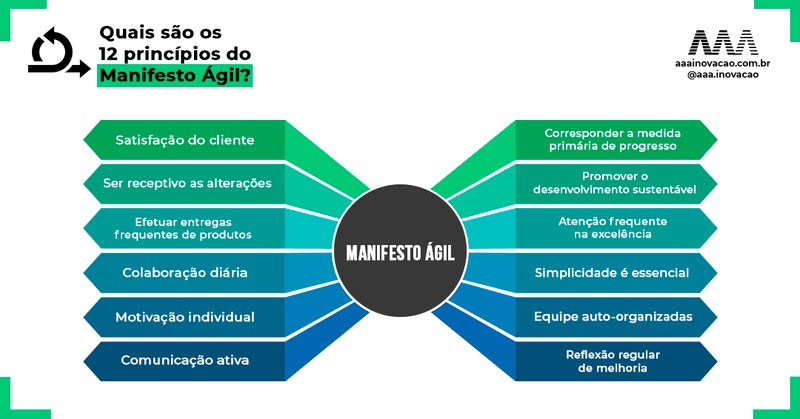 Quais são os
12 princípios do
Manifesto Ágil?
AAA
aaainovacao.com.br
@aaa.inovacao
Satisfação do cliente
Ser receptivo as alterações
Efetuar entregas
frequentes de produtos
Colaboração diária
Motivação individual
Comunicação ativa
MANIFESTO ÁGIL
Corresponder a medida
primária de progresso
Promover o
desenvolvimento sustentável
Atenção frequente
na excelência
Simplicidade é essencial
Equipe auto-organizadas
Reflexão regular
de melhoria